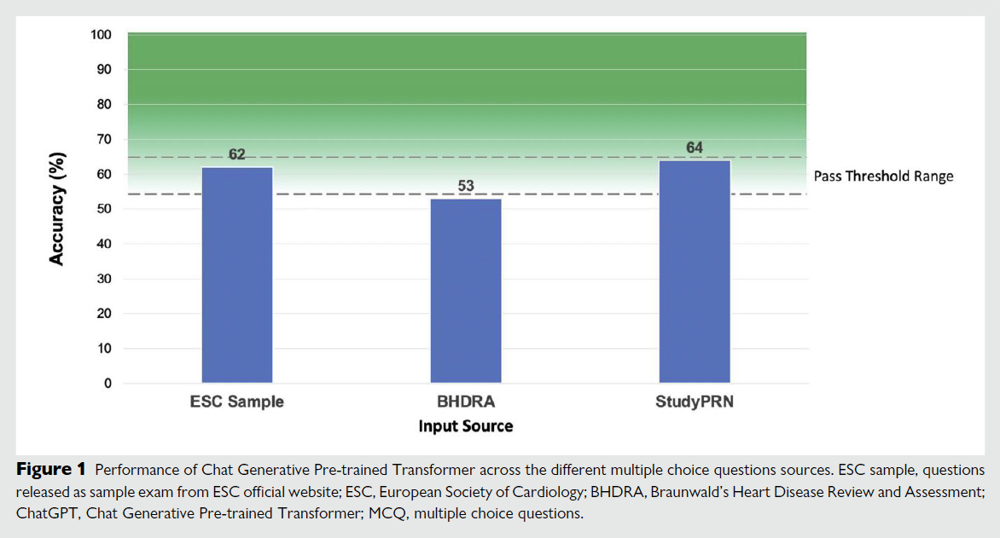 100
90
80
70
60
50
40
30
20
10
0
Accuracy (%)
62
53
64
Pass Threshold Range
ESC Sample
BHDRA
StudyPRN
Input Source
Figure 1 Performance of Chat Generative Pre-trained Transformer across the different multiple choice questions sources. ESC sample, questions
released as sample exam from ESC official website; ESC, European Society of Cardiology; BHDRA, Braunwald's Heart Disease Review and Assessment;
ChatGPT, Chat Generative Pre-trained Transformer; MCQ, multiple choice questions.